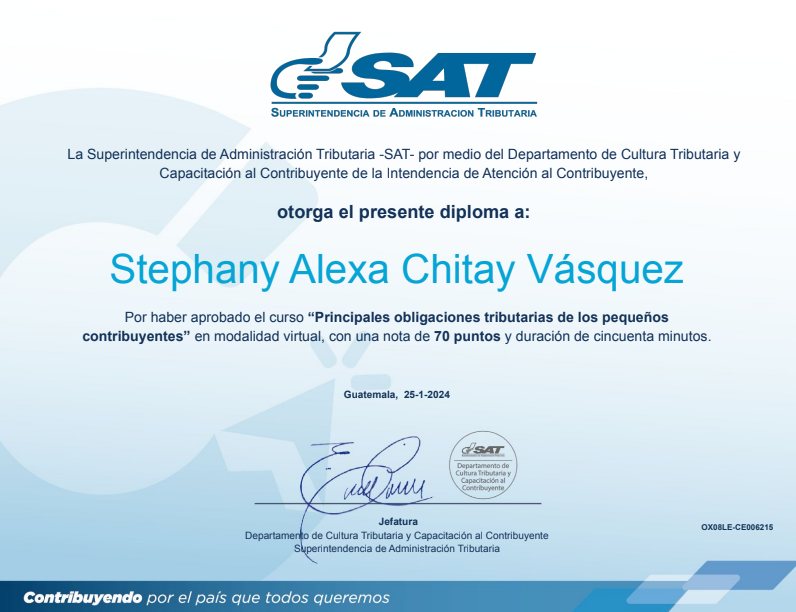 SAT
SUPERINTENDENCIA DE ADMINISTRACION TRIBUTARIA
La Superintendencia de Administración Tributaria -SAT- por medio del Departamento de Cultura Tributaria y
Capacitación al Contribuyente de la Intendencia de Atención al Contribuyente,
otorga el presente diploma a:
Stephany Alexa Chitay Vásquez
Por haber aprobado el curso “Principales obligaciones tributarias de los pequeños
contribuyentes” en modalidad virtual, con una nota de 70 puntos y duración de cincuenta minutos.
Guatemala, 25-1-2024
SAT
Departamento de
Cultura Tributaria y
Capacitación al
Contribuyente
Jefatura
Departamento de Cultura Tributaria y Capacitación al Contribuyente
Superintendencia de Administración Tributaria
OX08LE-CE006215
Contribuyendo por el país que todos queremos